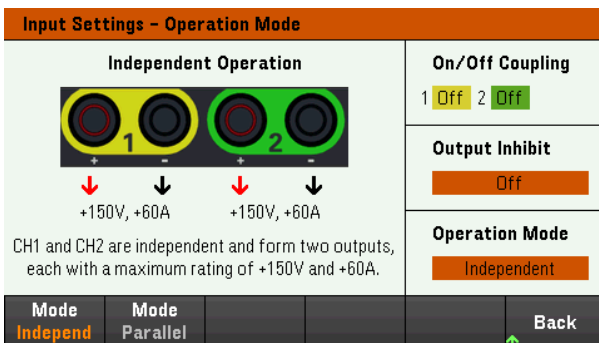 Input Settings – Operation Mode
Independent Operation
1 2
+ - + -
+150V, +60A +150V, +60A
CH1 and CH2 are independent and form two outputs,
each with a maximum rating of +150V and +60A.
On/Off Coupling
1 Off 2 Off
Output Inhibit
Off
Operation Mode
Independent
Mode Mode Back
Independ Parallel